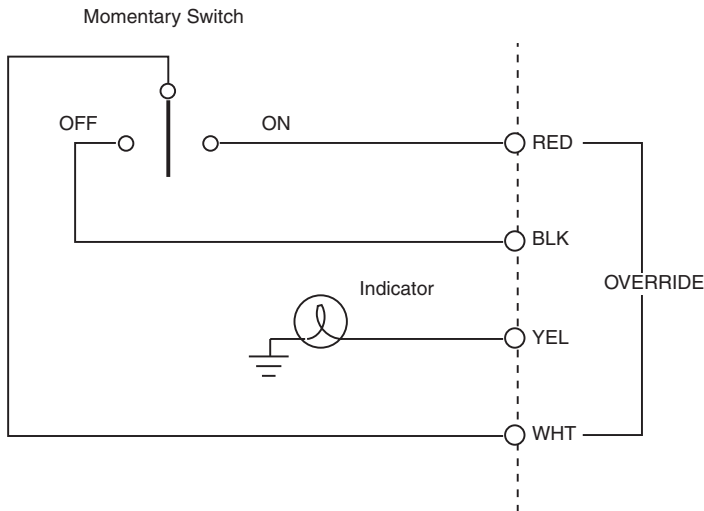 Momentary Switch
OFF
ON
RED
BLK
OVERRIDE
Indicator
YEL
WHT